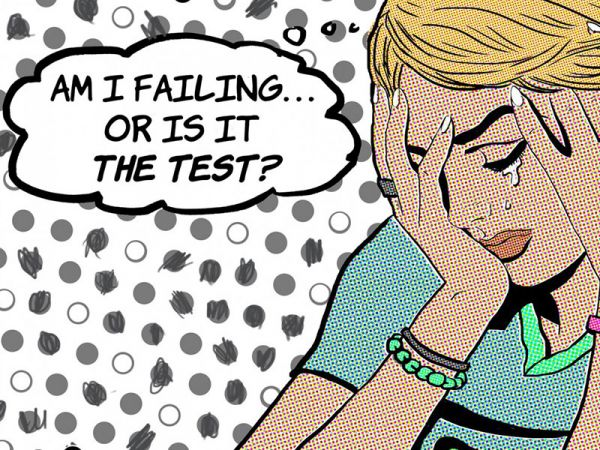 AM I FAILING...
OR IS IT
THE TEST?